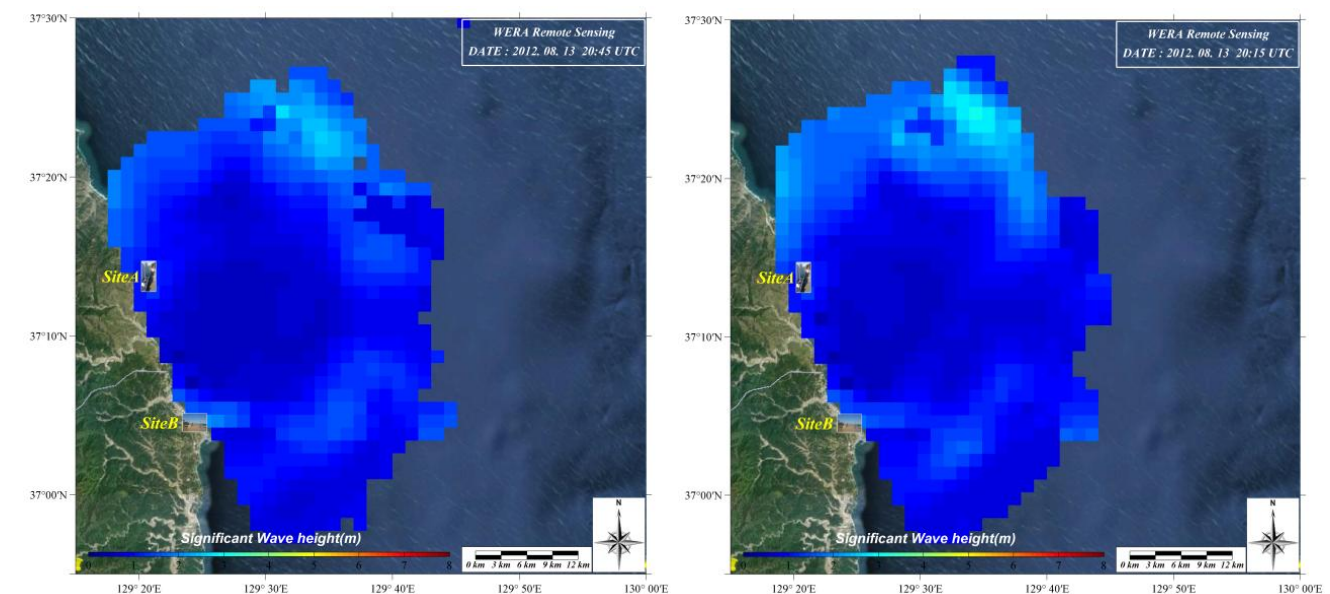 WERA Remote Sensing
DATE : 2012. 08. 13 20:45 UTC
37°30'N
37°20'N
37°10'N
37°00'N
SiteA
SiteB
Significant Wave height(m)
0 1 2 3 4 5 6 7 8
N
0 km 3 km 6 km 9 km 12 km
129° 20'E 129° 30'E 129° 40'E 129° 50'E 130° 00'E
WERA Remote Sensing
DATE : 2012. 08. 13 20:15 UTC
37°30'N
37°20'N
37°10'N
37°00'N
SiteA
SiteB
Significant Wave height(m)
0 1 2 3 4 5 6 7 8
N
0 km 3 km 6 km 9 km 12 km
129° 20'E 129° 30'E 129° 40'E 129° 50'E 130° 00'E